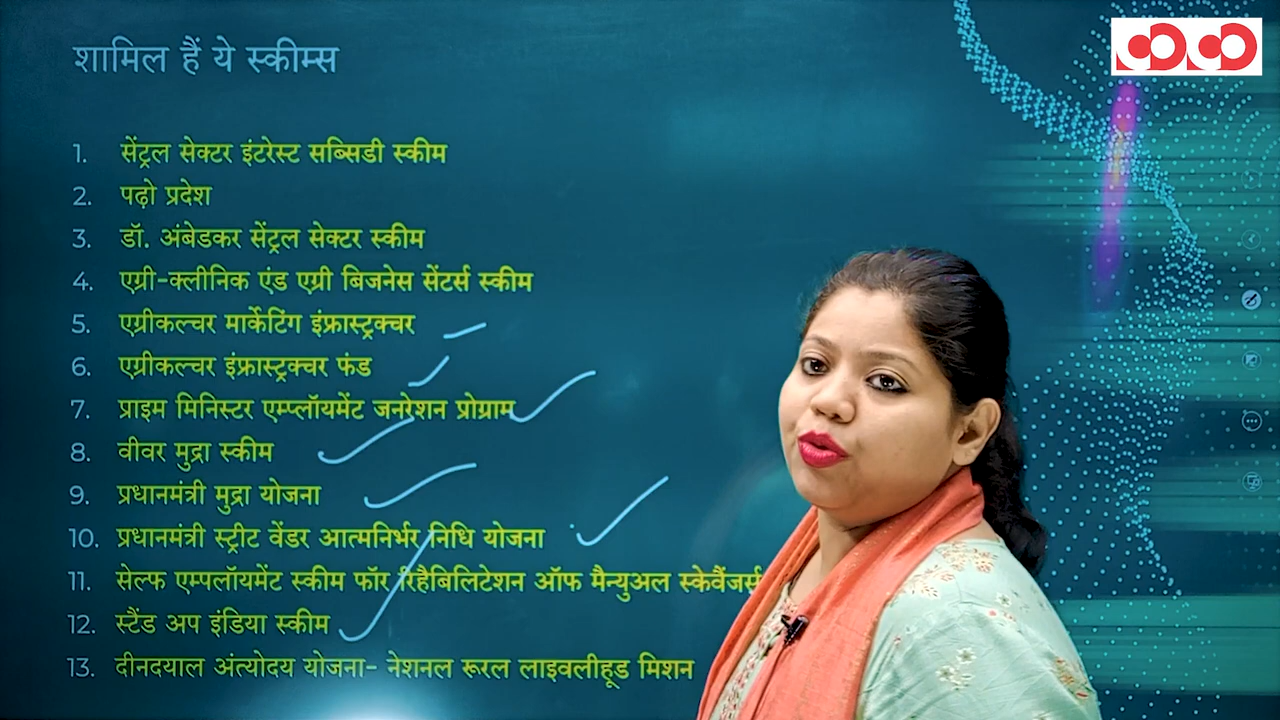 शामिल हैं ये स्कीम्स
1. सेंट्रल सेक्टर इंटरेस्ट सब्सिडी स्कीम
2. पढ़ो प्रदेश
3. डॉ. अंबेडकर सेंट्रल सेक्टर स्कीम
4. एग्री-क्लीनिक एंड एग्री बिजनेस सेंटर्स स्कीम
5. एग्रीकल्चर मार्केटिंग इंफ्रास्ट्रक्चर
6. एग्रीकल्चर इंफ्रास्ट्रक्चर फंड
7. प्राइम मिनिस्टर एम्प्लॉयमेंट जनरेशन प्रोग्राम
8. वीवर मुद्रा स्कीम
9. प्रधानमंत्री मुद्रा योजना
10. प्रधानमंत्री स्ट्रीट वेंडर आत्मनिर्भर निधि योजना
11. सेल्फ एम्पलॉयमेंट स्कीम फॉर रिहैबिलिटेशन ऑफ मैन्युअल स्केवैंजर्स
12. स्टैंड अप इंडिया स्कीम
13. दीनदयाल अंत्योदय योजना- नेशनल रूरल लाइवलीहूड मिशन